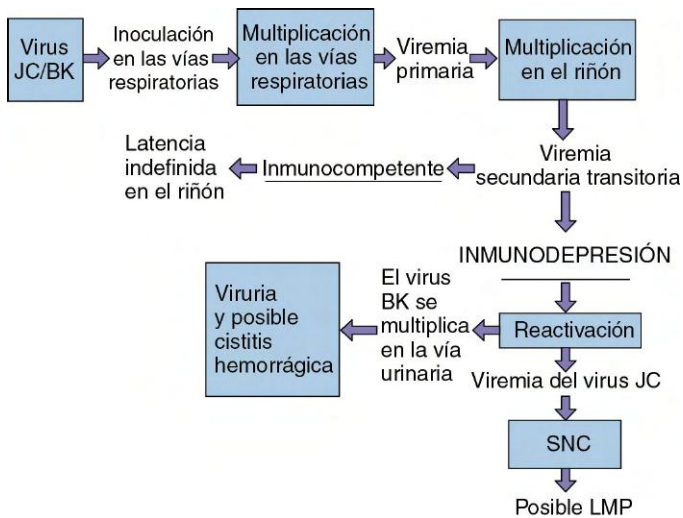 Virus
JC/BK
Inoculación
en las vías
respiratorias
Multiplicación
en las vías
respiratorias
Viremia
primaria
Multiplicación
en el riñón
Latencia
indefinida
en el riñón
Inmunocompetente
Viremia
secundaria transitoria
INMUNODEPRESIÓN
Viruria
y posible
cistitis
hemorrágica
El virus
BK se
multiplica
en la vía
urinaria
Reactivación
Viremia del virus JC
SNC
Posible LMP